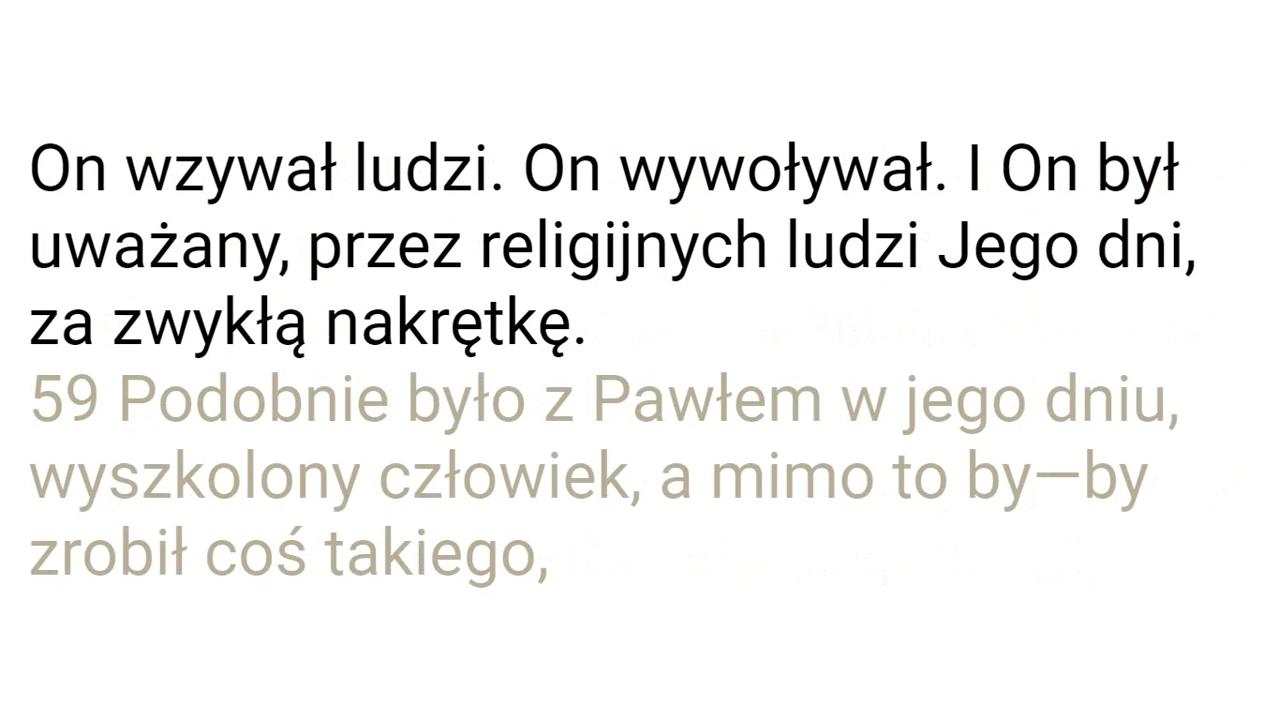 On wzywał ludzi. On wywoływał. I On był
uważany, przez religijnych ludzi Jego dni,
za zwykłą nakrętkę.
59 Podobnie było z Pawłem w jego dniu,
wyszkolony człowiek, a mimo to by—by
zrobił coś takiego,